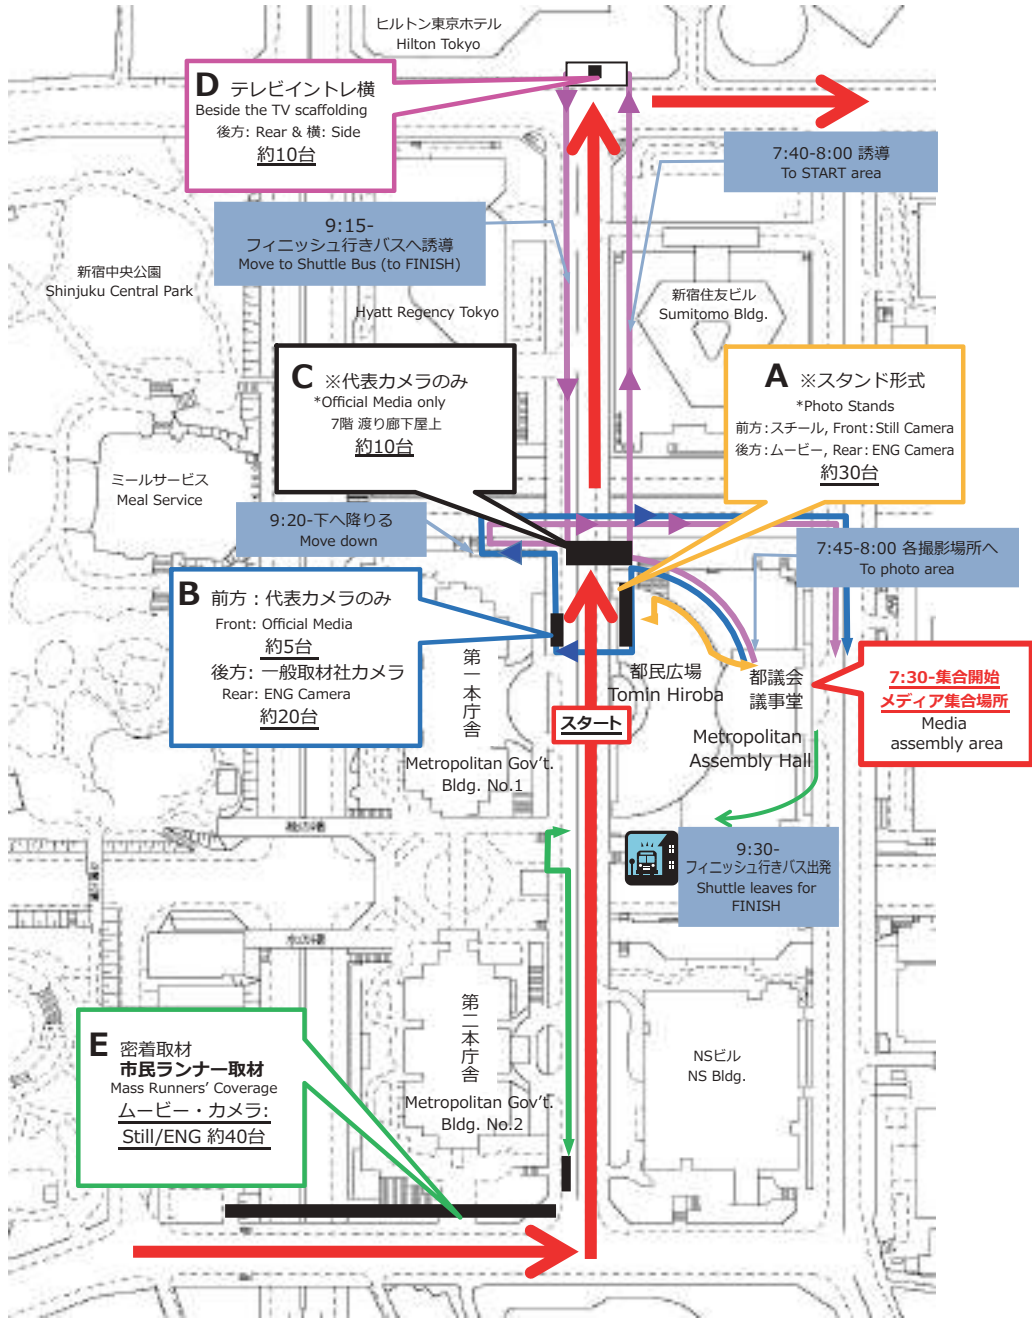 ヒルトン東京ホテル
Hilton Tokyo
D テレビイントレ横
Beside the TV scaffolding
後方: Rear & 横: Side
約10台
7:40-8:00 誘導
To START area
9:15-
フィニッシュ行きバスへ誘導
Move to Shuttle Bus (to FINISH)
新宿中央公園
Shinjuku Central Park
Hyatt Regency Tokyo
新宿住友ビル
Sumitomo Bldg.
C ※代表カメラのみ
*Official Media only
7階 渡り廊下屋上
約10台
A ※スタンド形式
*Photo Stands
前方：スチール, Front：Still Camera
後方：ムービー, Rear：ENG Camera
約30台
ミールサービス
Meal Service
9:20-下へ降りる
Move down
7:45-8:00 各撮影場所へ
To photo area
B 前方：代表カメラのみ
Front: Official Media
約5台
後方: 一般取材社カメラ
Rear: ENG Camera
約20台
第一本庁舎
Metropolitan Gov't.
Bldg. No.1
都民広場
Tomin Hiroba
都議会
議事堂
Metropolitan
Assembly Hall
7:30-集合開始
メディア集合場所
Media
assembly area
スタート
9:30-
フィニッシュ行きバス出発
Shuttle leaves for
FINISH
第二本庁舎
Metropolitan Gov't.
Bldg. No.2
NSビル
NS Bldg.
E 密着取材
市民ランナー取材
Mass Runners' Coverage
ムービー・カメラ:
Still/ENG 約40台